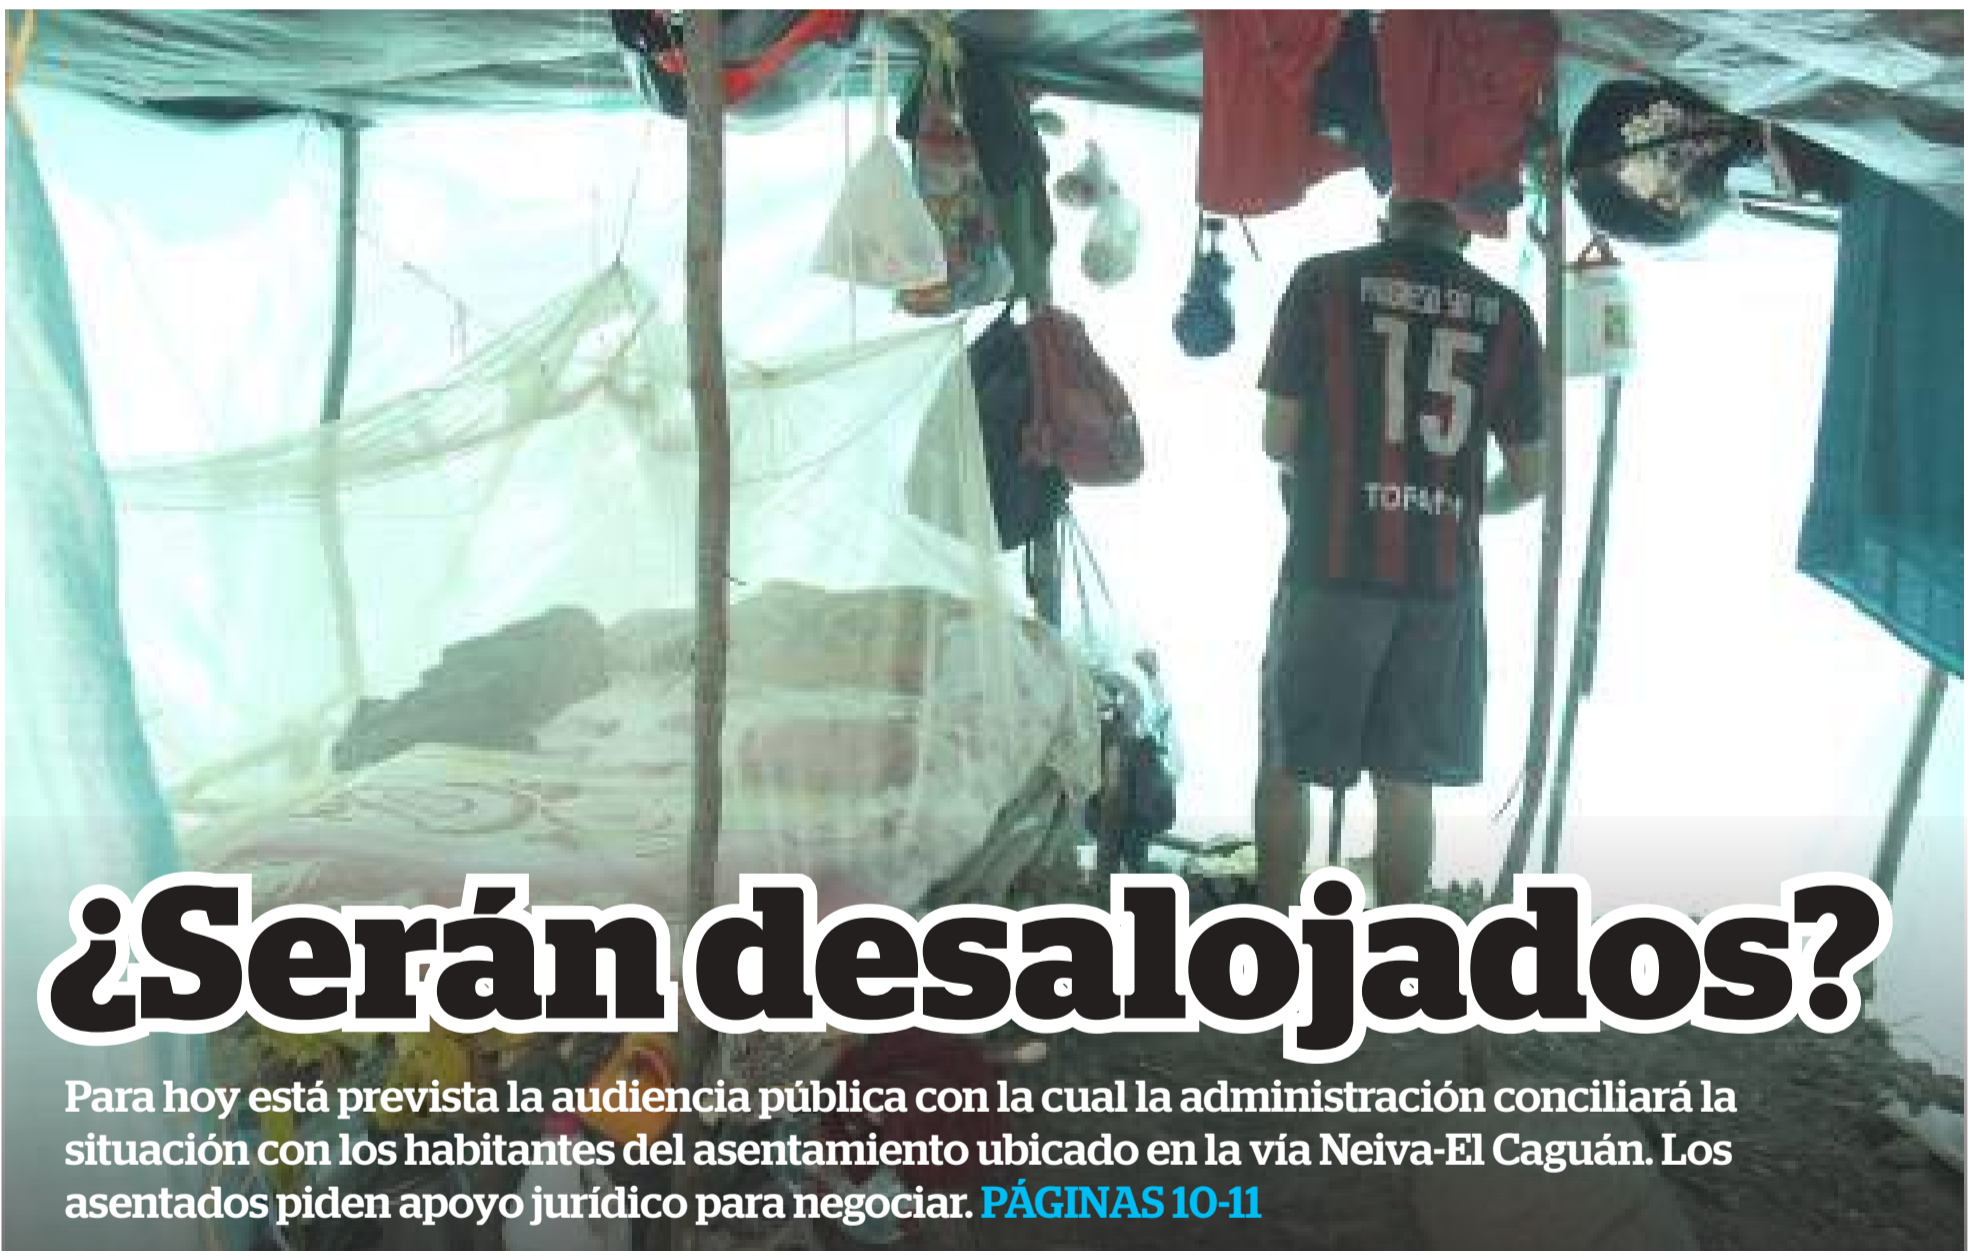 15
¿Serán desalojados?
Para hoy está prevista la audiencia pública con la cual la administración conciliará la
situación con los habitantes del asentamiento ubicado en la vía Neiva-El Caguán. Los
asentados piden apoyo jurídico para negociar. PÁGINAS 10-11